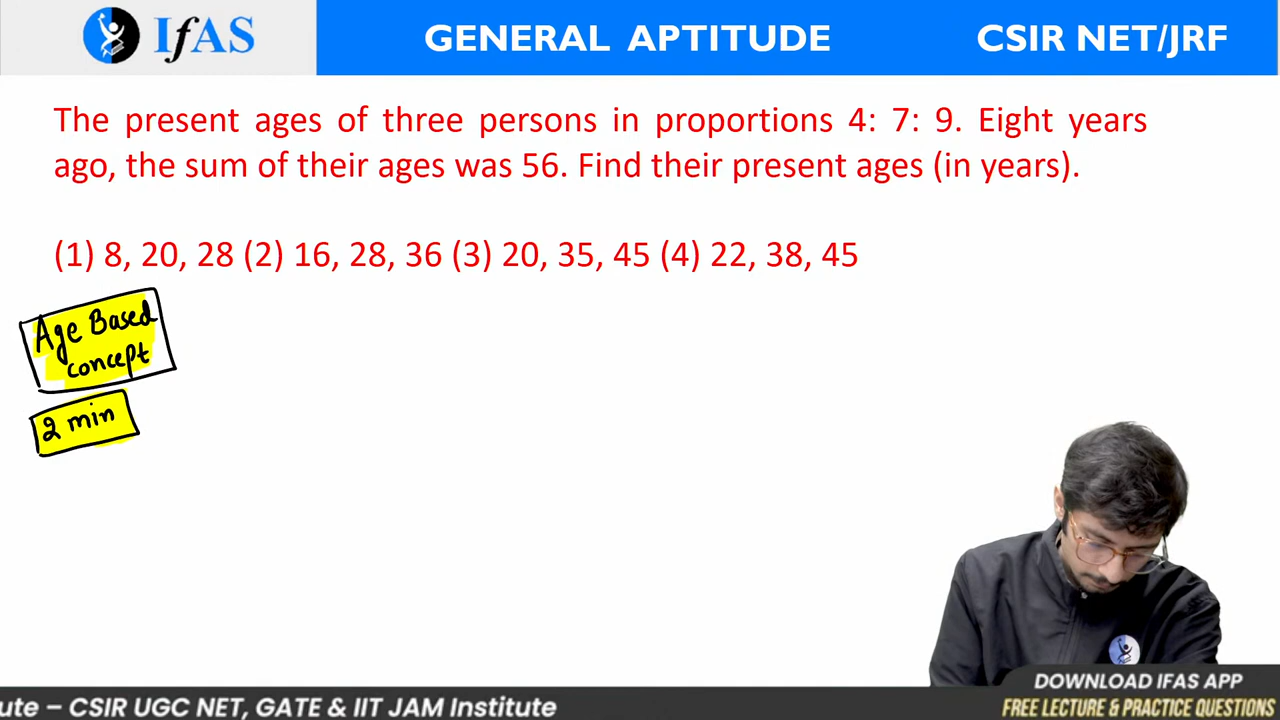 IfAS
GENERAL APTITUDE
CSIR NET/JRF
The present ages of three persons in proportions 4: 7: 9. Eight years
ago, the sum of their ages was 56. Find their present ages (in years).
(1) 8, 20, 28 (2) 16, 28, 36 (3) 20, 35, 45 (4) 22, 38, 45
Age Based
concept
2 min
DOWNLOAD IFAS APP
ute – CSIR UGC NET, GATE & IIT JAM Institute
FREE LECTURE & PRACTICE QUESTIONS